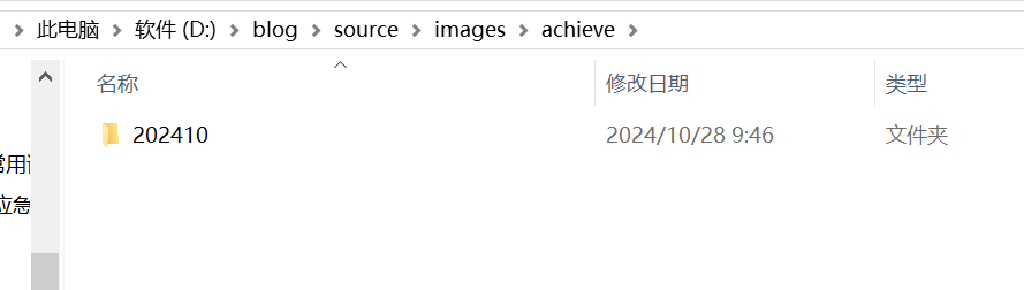 此电脑 软件 (D:) blog source images achieve
名称 修改日期 类型
202410 2024/10/28 9:46 文件夹
常用
应急